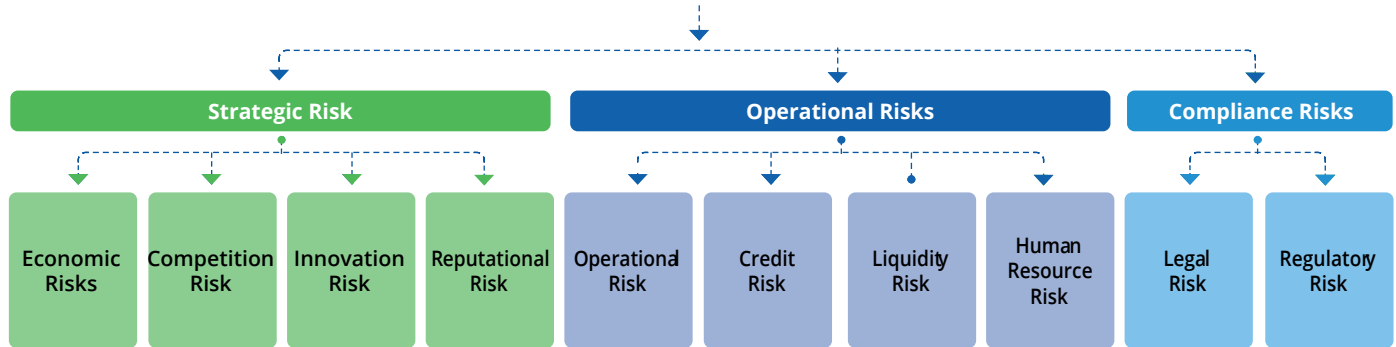 Strategic Risk
Operational Risks
Compliance Risks
Economic
Risks
Competition
Risk
Innovation
Risk
Reputational
Risk
Operational
Risk
Credit
Risk
Liquidity
Risk
Human
Resource
Risk
Legal
Risk
Regulatory
Risk